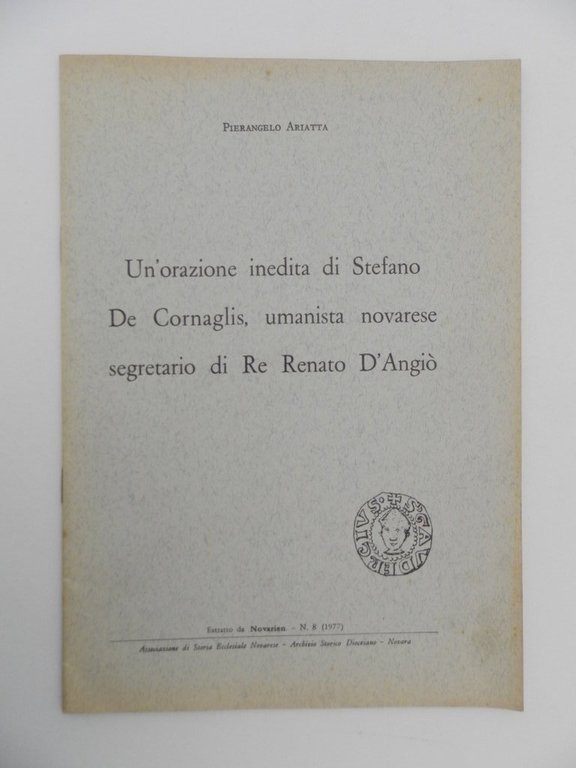 PIERANGELO ARIATTA
Un'orazione inedita di Stefano
De Cornaglis, umanista novarese
segretario di Re Renato D'Angiò
+ S GAUDENCIUS
Estratto da Novarien. - N. 8 (1977)
Associazione di Storia Ecclesiale Novarese - Archivio Storico Diocesano - Novara